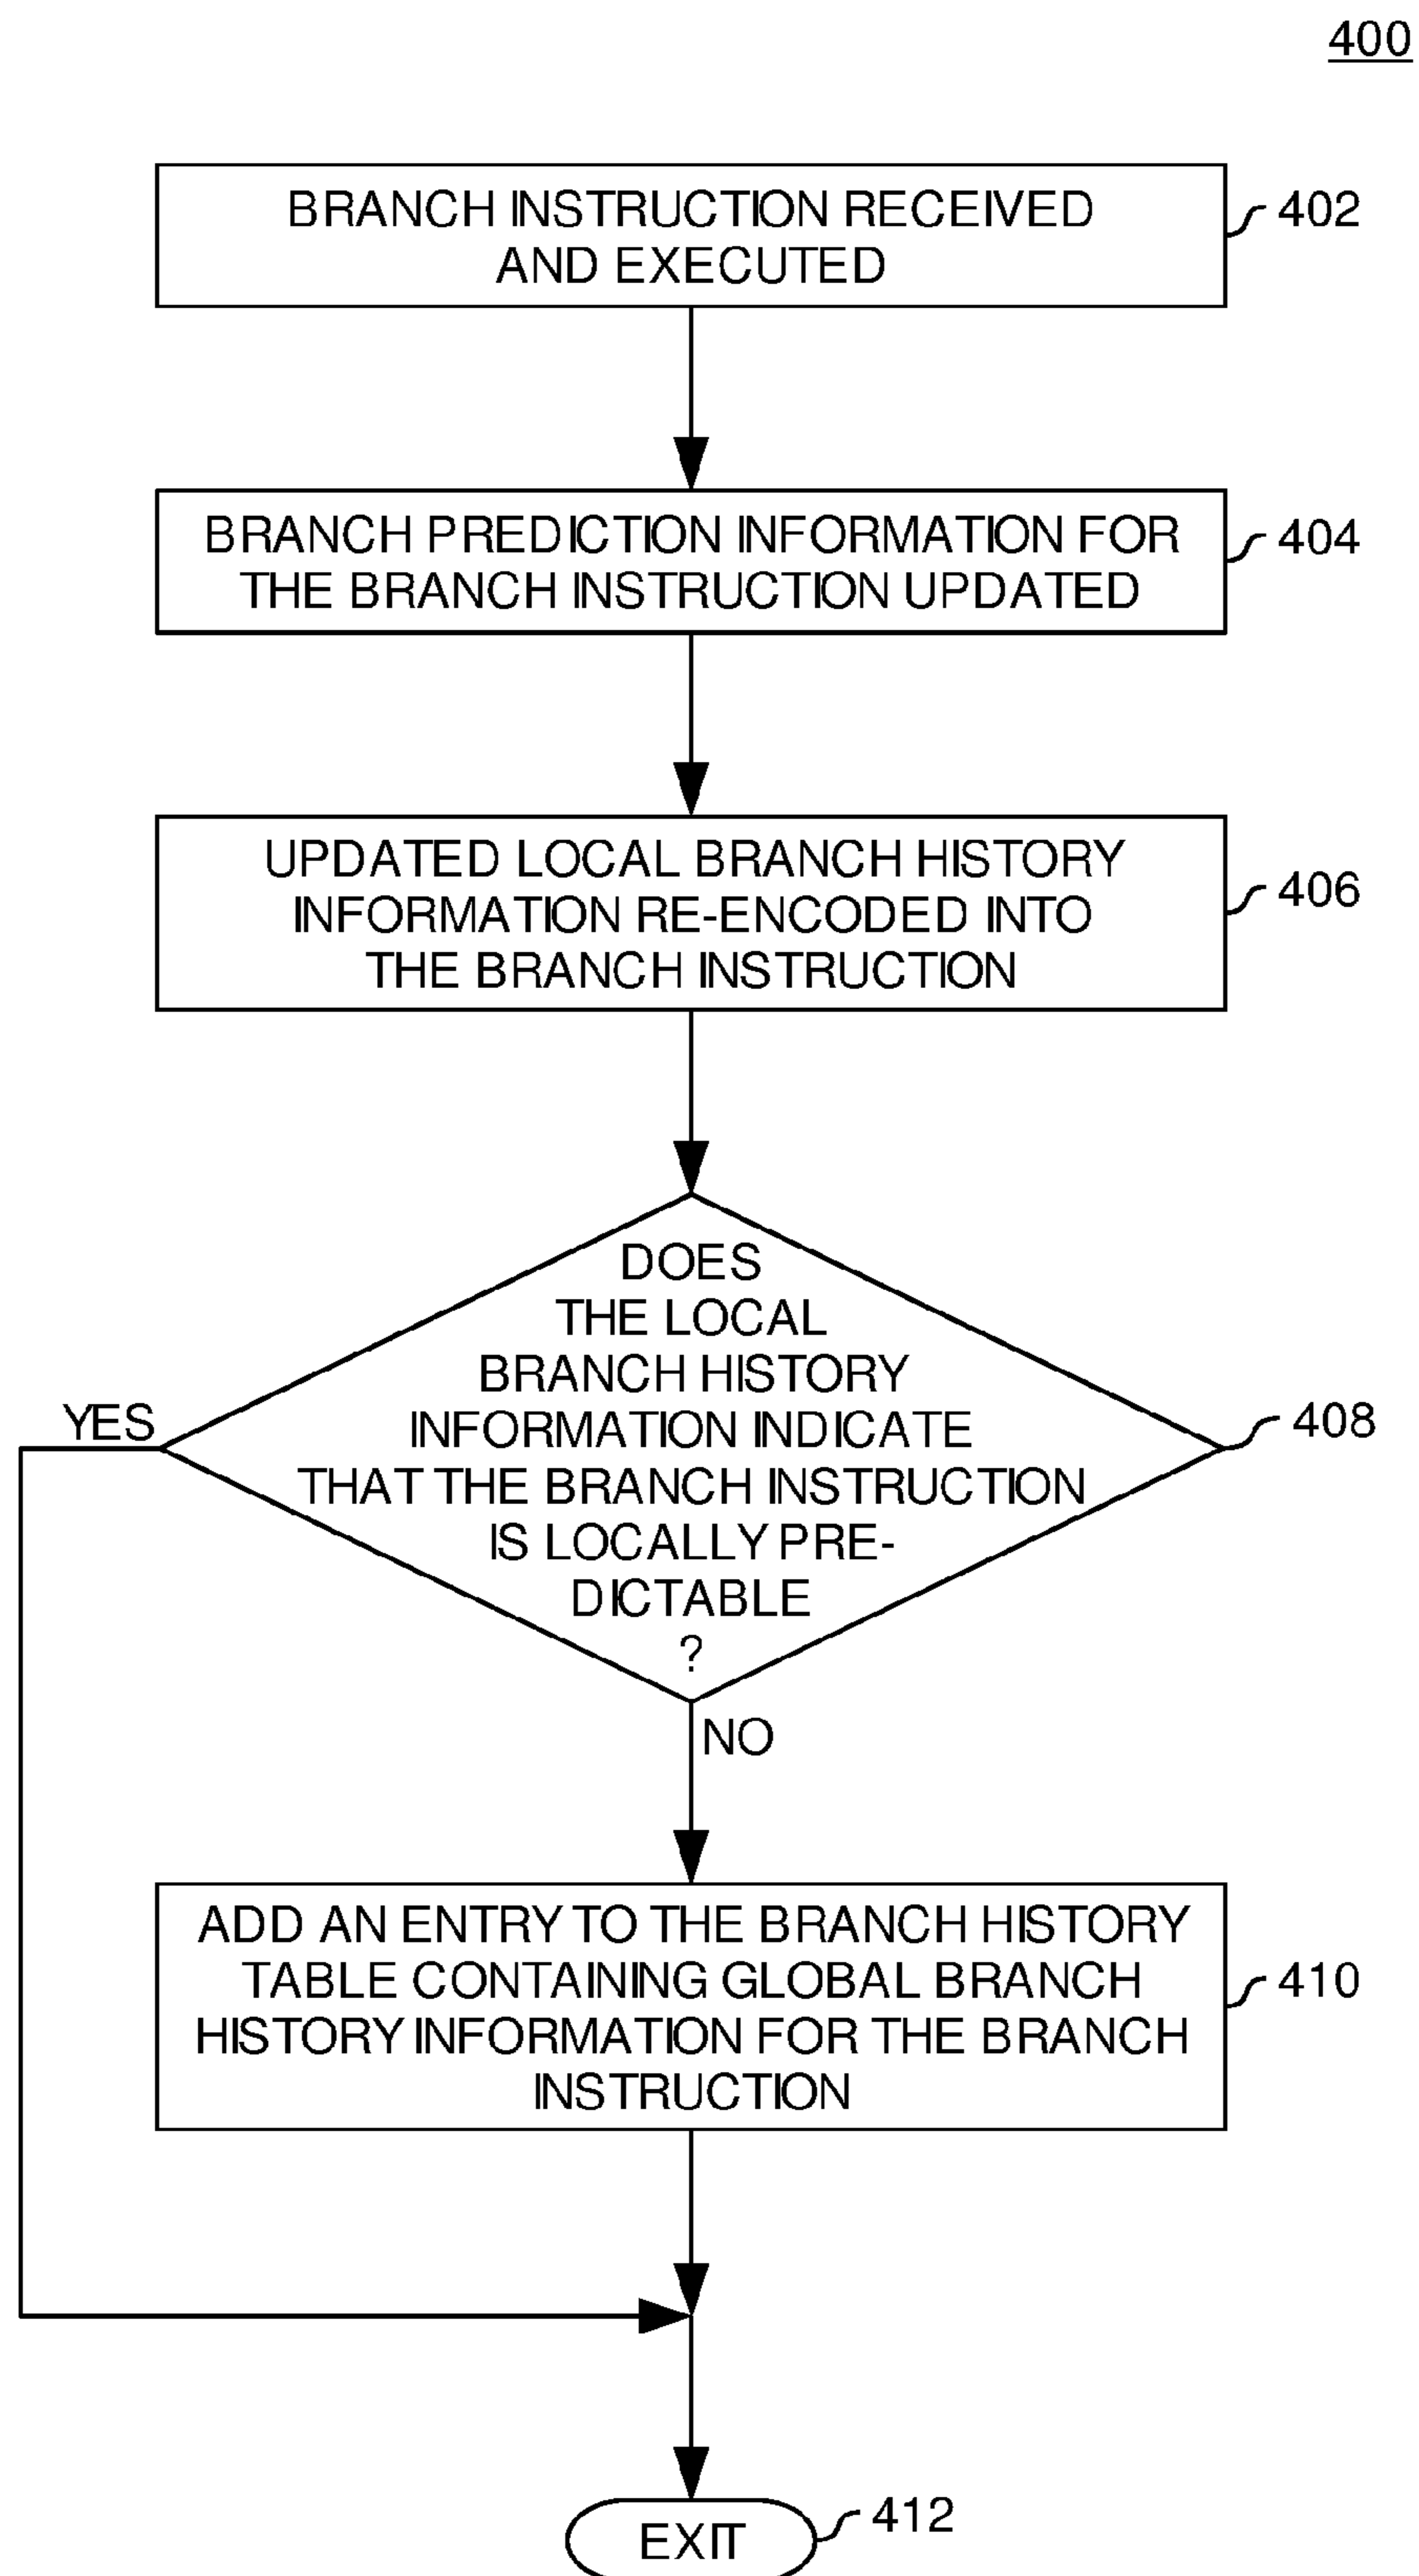 400
BRANCH INSTRUCTION RECEIVED
AND EXECUTED
402
BRANCH PREDICTION INFORMATION FOR
THE BRANCH INSTRUCTION UPDATED
404
UPDATED LOCAL BRANCH HISTORY
INFORMATION RE-ENCODED INTO
THE BRANCH INSTRUCTION
406
DOES
THE LOCAL
BRANCH HISTORY
INFORMATION INDICATE
THAT THE BRANCH INSTRUCTION
IS LOCALLY PRE-
DICTABLE
?
YES
408
NO
ADD AN ENTRY TO THE BRANCH HISTORY
TABLE CONTAINING GLOBAL BRANCH
HISTORY INFORMATION FOR THE BRANCH
INSTRUCTION
410
EXIT
412